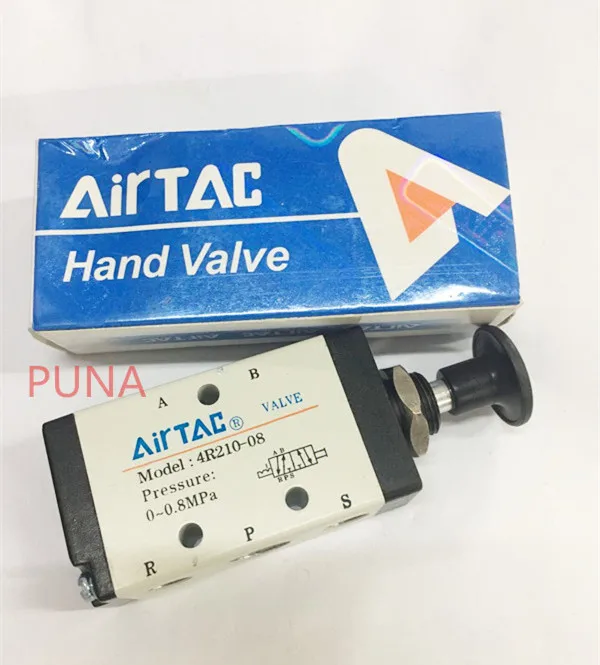 AirTAC
Hand Valve
PUNA
A B
AirTAC® VALVE
Model : 4R210-08
Pressure:
0~0.8MPa
A B
R P S
R P S